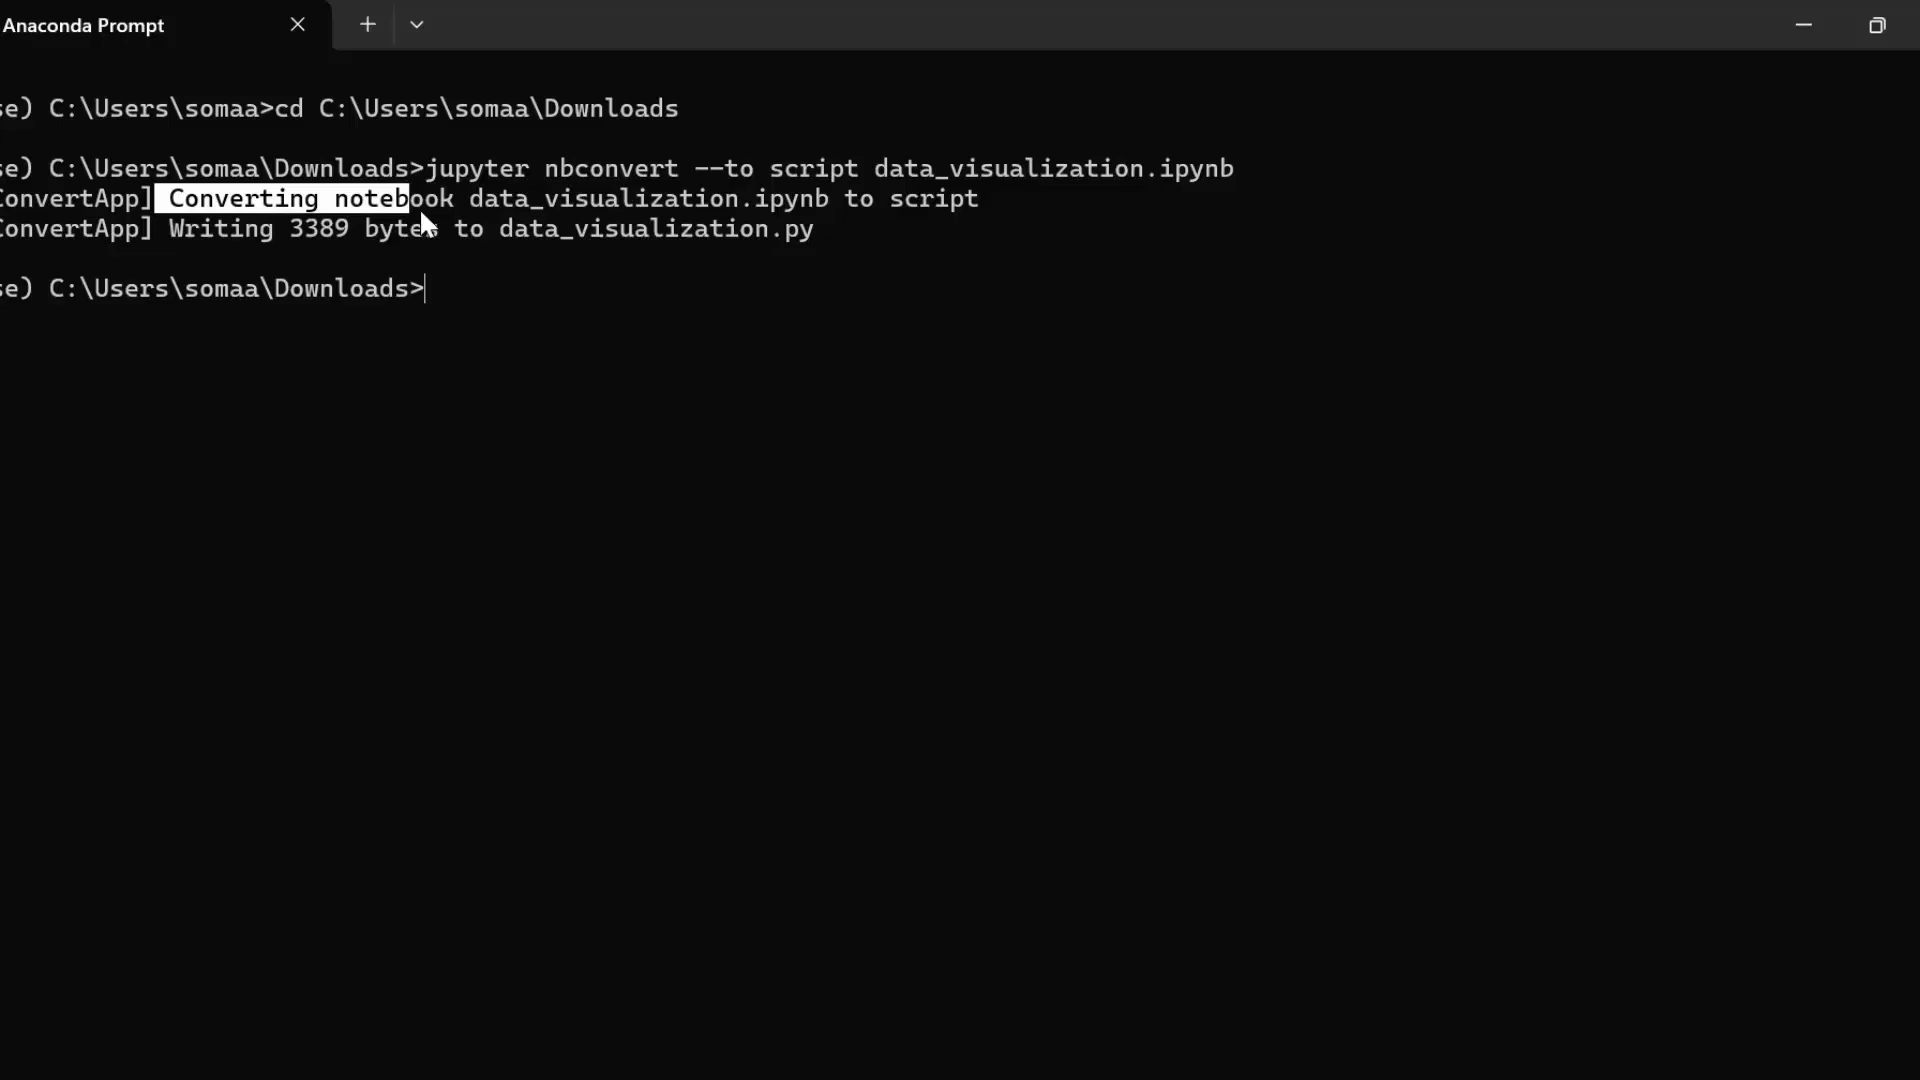 Anaconda Prompt
se) C:\Users\somaa>cd C:\Users\somaa\Downloads
se) C:\Users\somaa\Downloads>jupyter nbconvert --to script data_visualization.ipynb
ConvertApp] Converting notebook data_visualization.ipynb to script
ConvertApp] Writing 3389 bytes to data_visualization.py
se) C:\Users\somaa\Downloads>